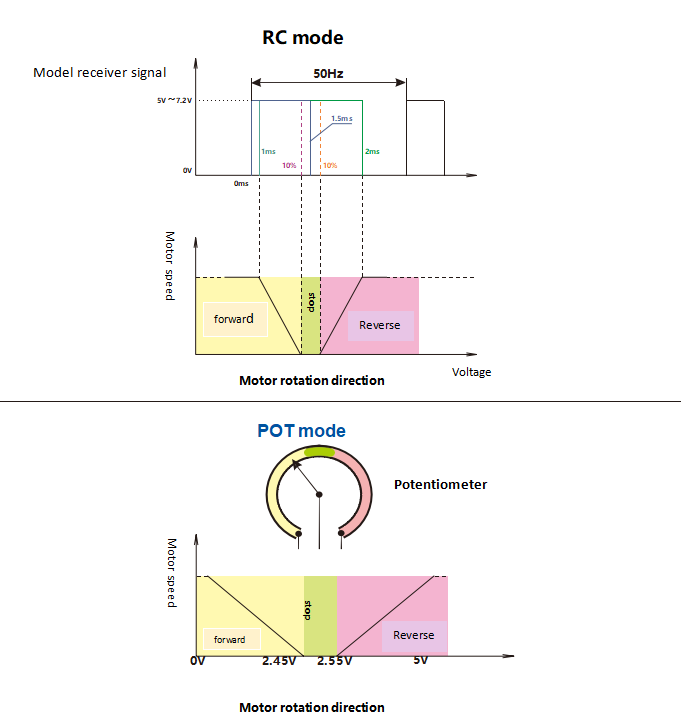 RC mode
Model receiver signal
50Hz
5V~7.2V
1.5ms
1ms
2ms
10%
10%
0V
0ms
Motor speed
stop
forward
Reverse
Voltage
Motor rotation direction
POT mode
Potentiometer
Motor speed
stop
forward
Reverse
0V
2.45V
2.55V
5V
Motor rotation direction